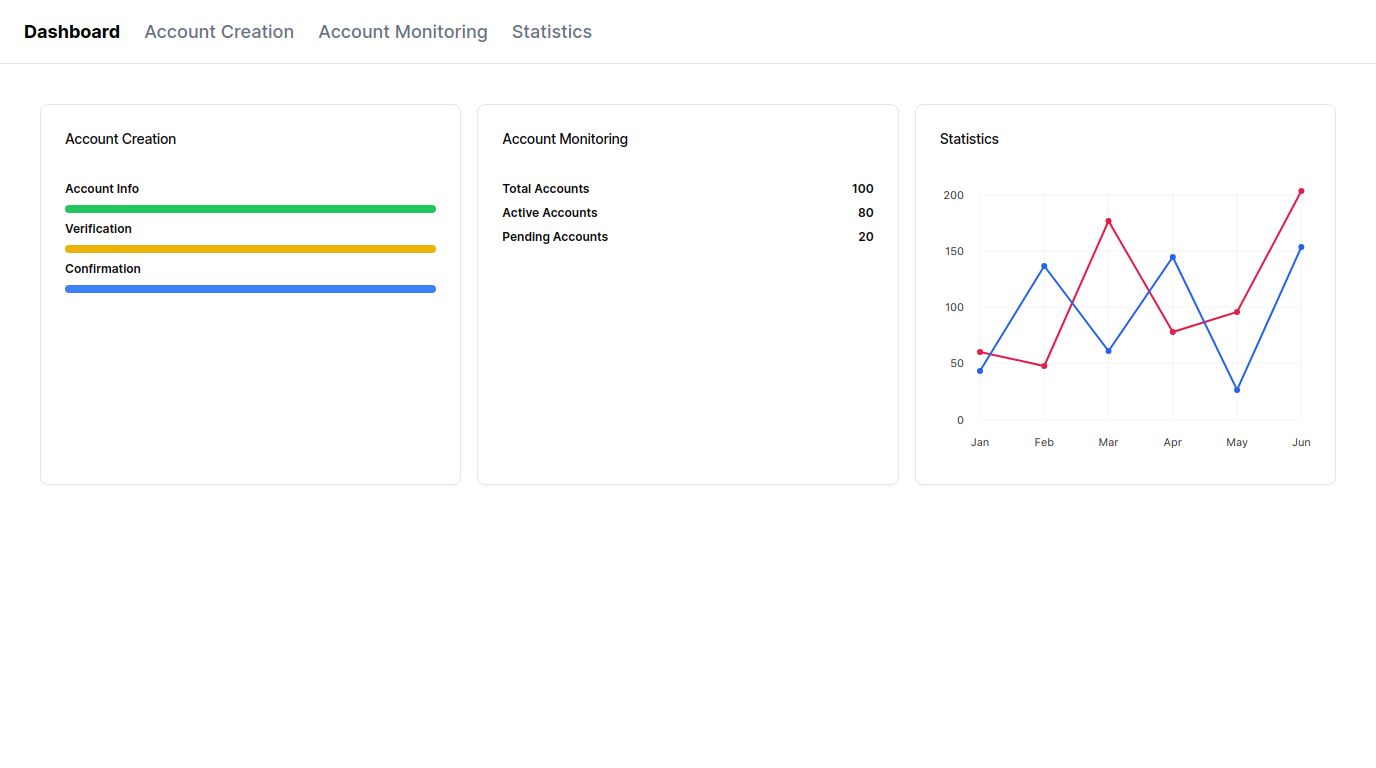 Dashboard Account Creation Account Monitoring Statistics
Account Creation
Account Info
Verification
Confirmation
Account Monitoring
Total Accounts 100
Active Accounts 80
Pending Accounts 20
Statistics
200
150
100
50
0
Jan Feb Mar Apr May Jun